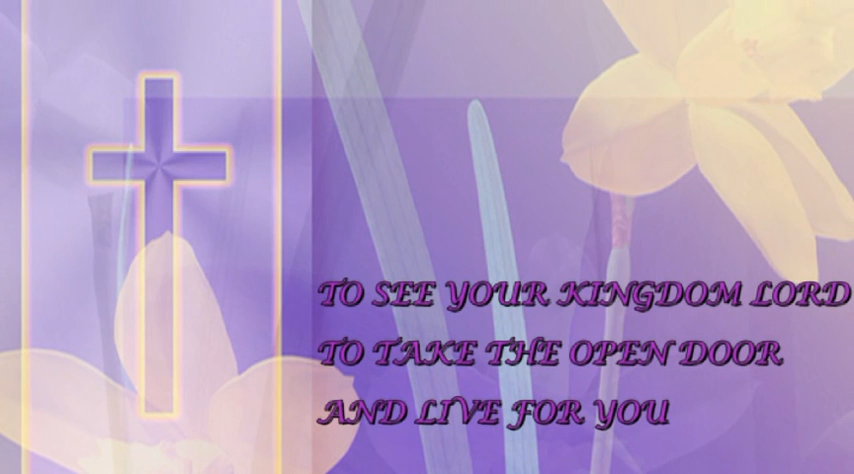 TO SEE YOUR KINGDOM LORD
TO TAKE THE OPEN DOOR
AND LIVE FOR YOU